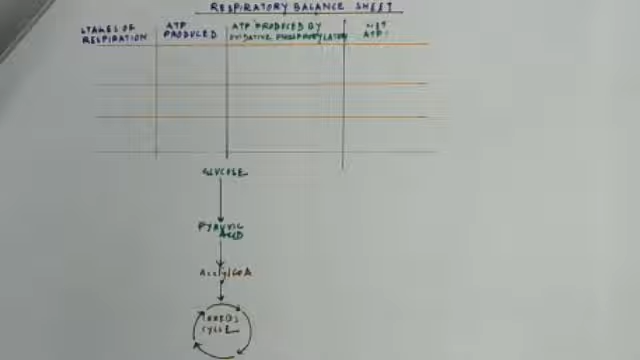 RESPIRATORY BALANCE SHEET
STAGES OF RESPIRATION
ATP PRODUCED
ATP PRODUCED BY OXIDATIVE PHOSPHORYLATION
NET ATP
GLUCOSE
PYRUVIC ACID
Acetyl CoA
KREBS CYCLE